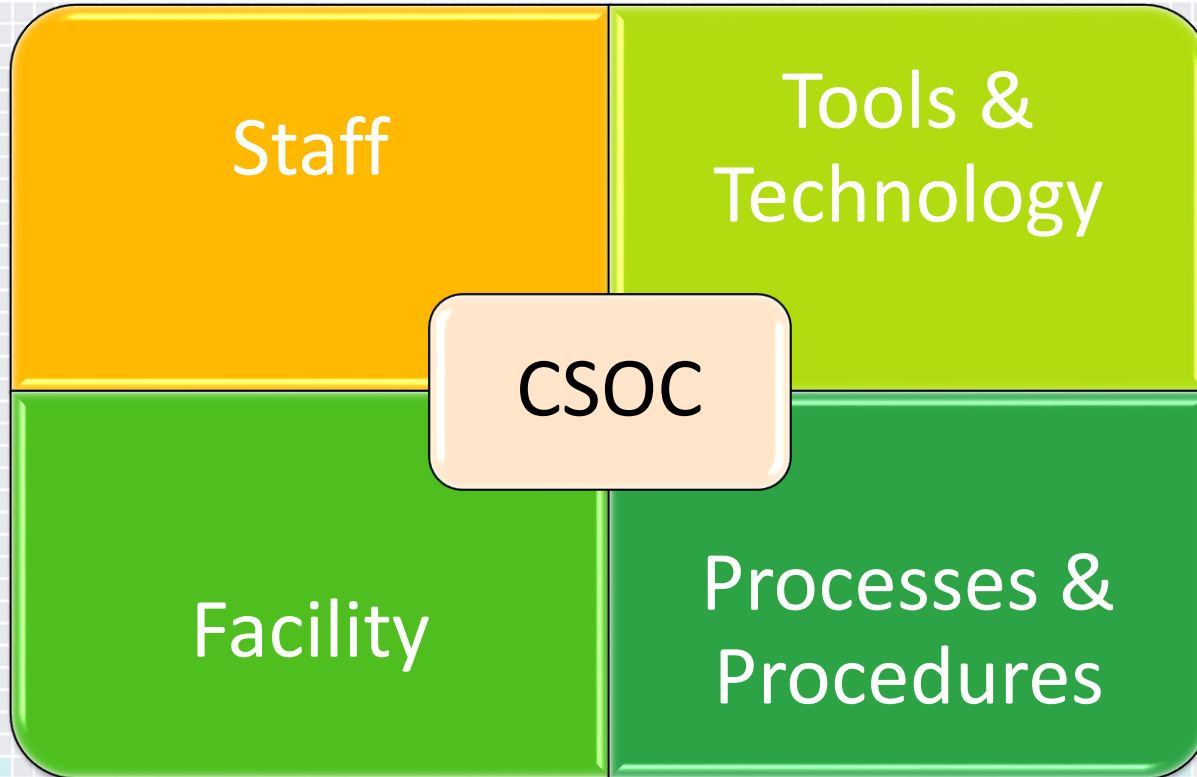 Staff
Tools &
Technology
CSOC
Facility
Processes &
Procedures